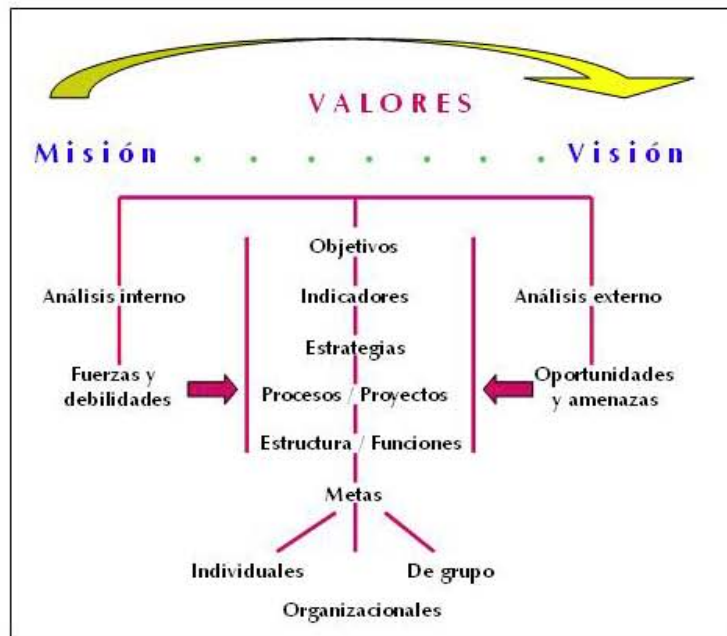 VALORES
Misión . . . . . . . Visión
Objetivos
Análisis interno
Indicadores
Análisis externo
Estrategias
Fuerzas y
debilidades
Procesos / Proyectos
Oportunidades
y amenazas
Estructura / Funciones
Metas
Individuales
De grupo
Organizacionales